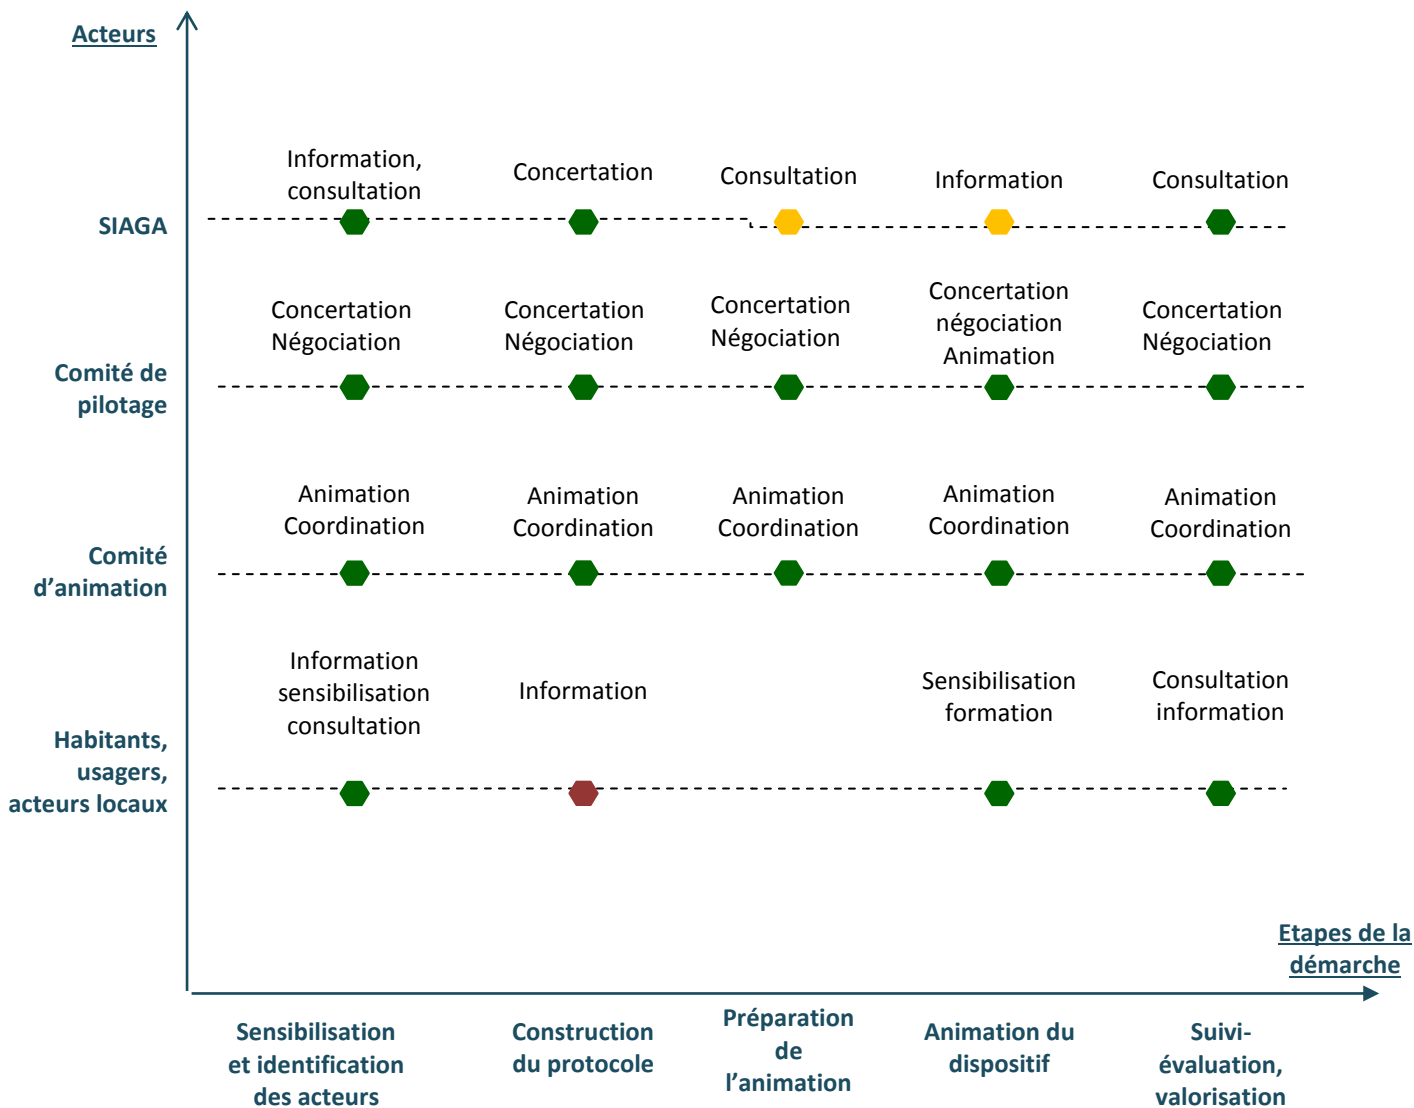 Acteurs
Information,
consultation
Concertation
Consultation
Information
Consultation
SIAGA
Concertation
Négociation
Concertation
Négociation
Concertation
Négociation
Concertation
négociation
Animation
Concertation
Négociation
Comité de
pilotage
Animation
Coordination
Animation
Coordination
Animation
Coordination
Animation
Coordination
Animation
Coordination
Comité
d’animation
Information
sensibilisation
consultation
Information
Sensibilisation
formation
Consultation
information
Habitants,
usagers,
acteurs locaux
Etapes de la
démarche
Sensibilisation
et identification
des acteurs
Construction
du protocole
Préparation
de
l’animation
Animation du
dispositif
Suivi-
évaluation,
valorisation